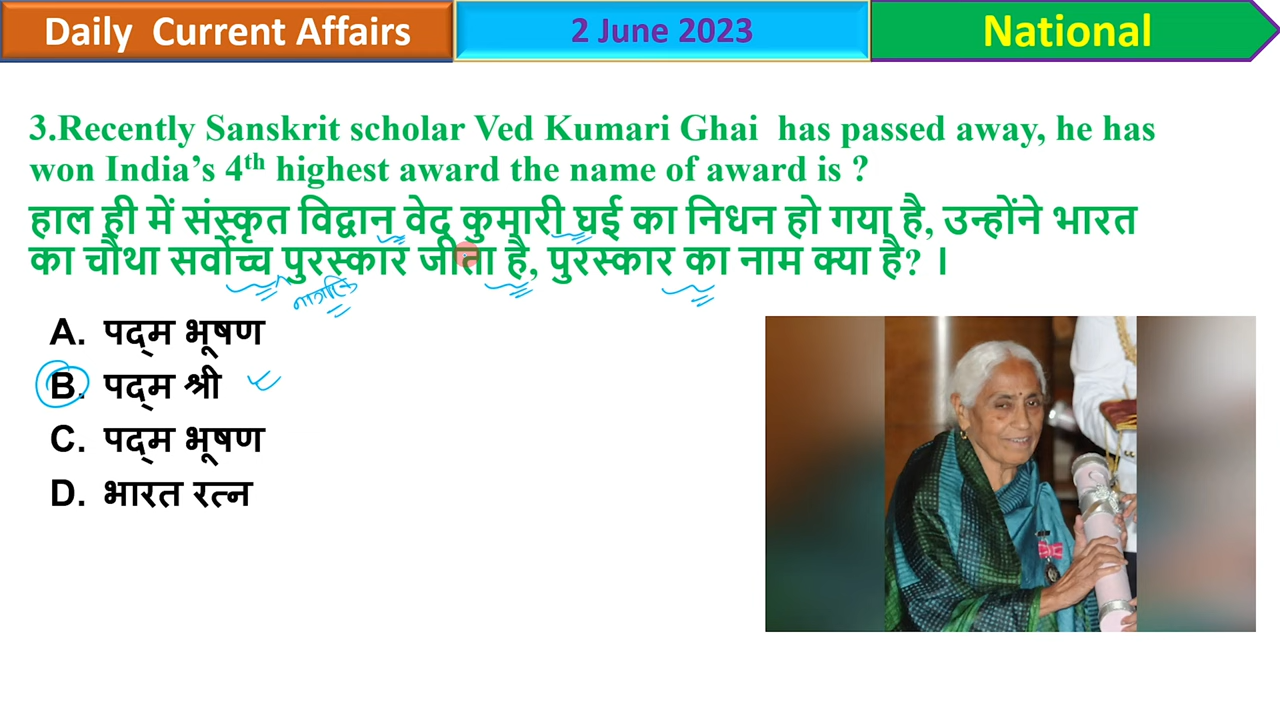 Daily Current Affairs
2 June 2023
National
3.Recently Sanskrit scholar Ved Kumari Ghai has passed away, he has
won India’s 4th highest award the name of award is ?
हाल ही में संस्कृत विद्वान वेद कुमारी घई का निधन हो गया है, उन्होंने भारत
का चौथा सर्वोच्च पुरस्कार जीता है, पुरस्कार का नाम क्या है? ।
नागरिक
A. पद्म भूषण
B. पद्म श्री
C. पद्म भूषण
D. भारत रत्न